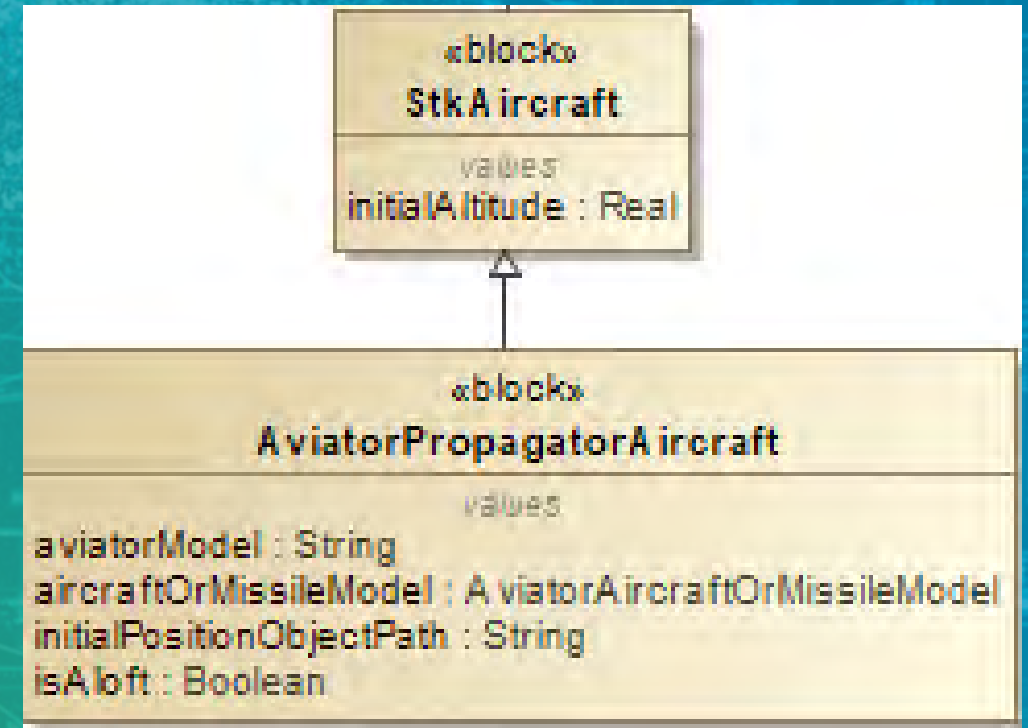 «block»
StkAircraft
values
initialAltitude : Real
«block»
AviatorPropagatorAircraft
values
aviatorModel : String
aircraftOrMissileModel : AviatorAircraftOrMissileModel
initialPositionObjectPath : String
isAloft : Boolean